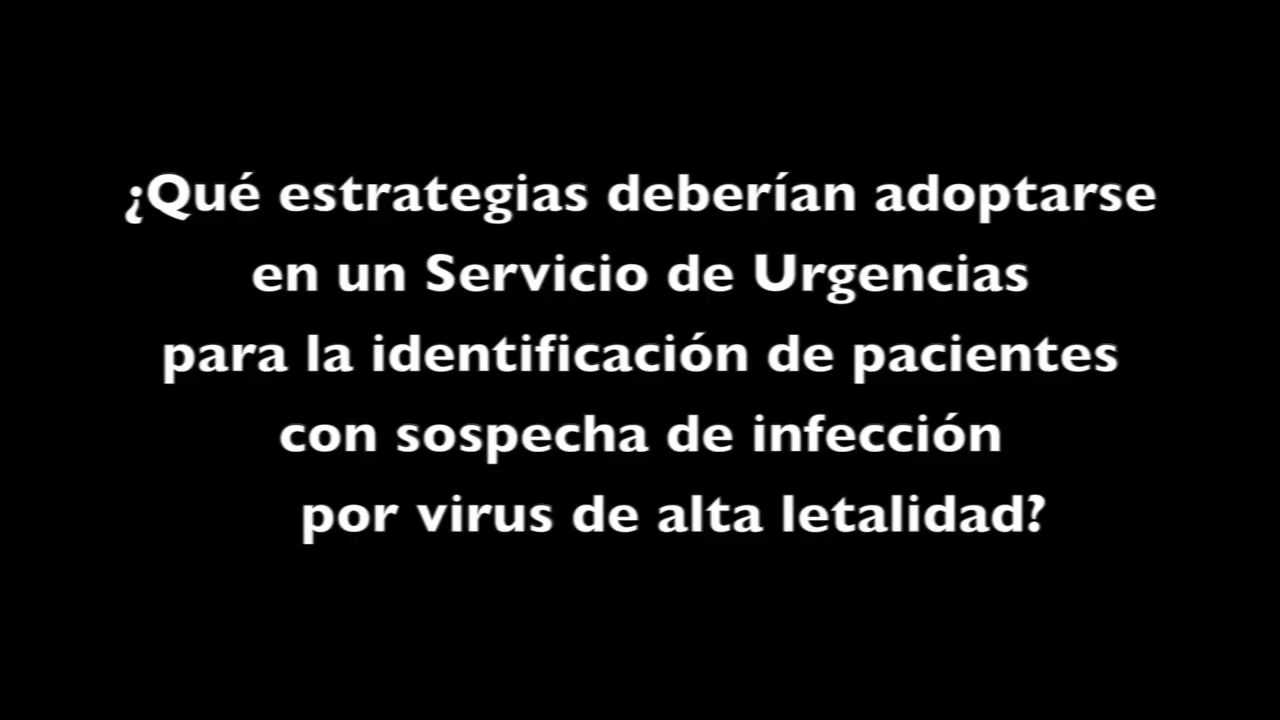 ¿Qué estrategias deberían adoptarse
en un Servicio de Urgencias
para la identificación de pacientes
con sospecha de infección
por virus de alta letalidad?